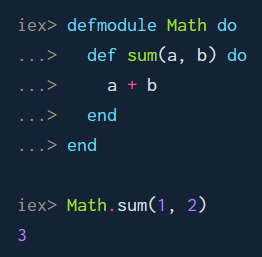 iex> defmodule Math do
...>   def sum(a, b) do
...>     a + b
...>   end
...> end
iex> Math.sum(1, 2)
3